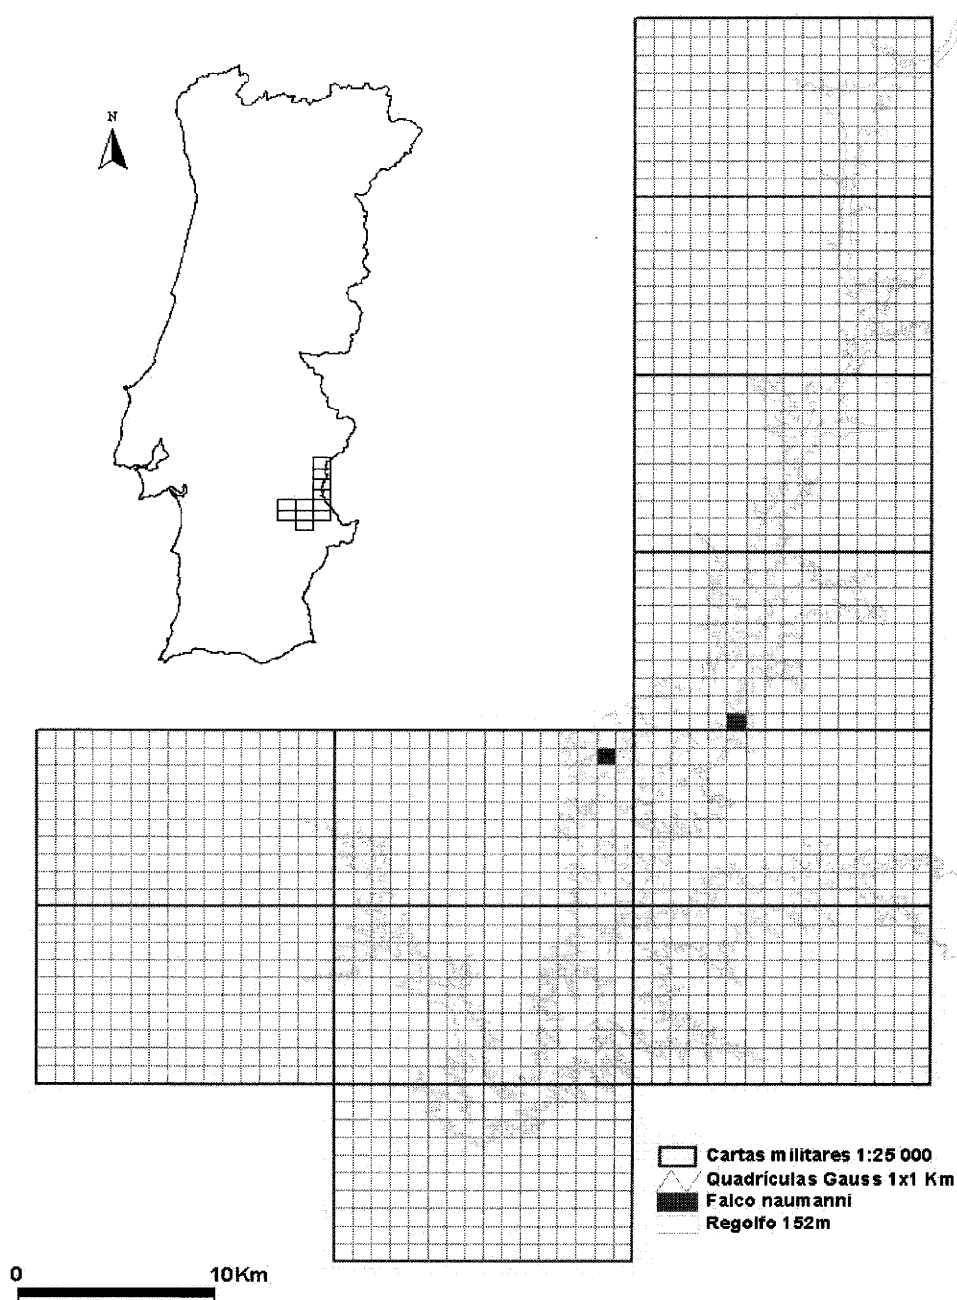 N
Cartas militares 1:25 000
Quadrículas Gauss 1x1 Km
Falco naumanni
Regolfo 152m
0 10Km